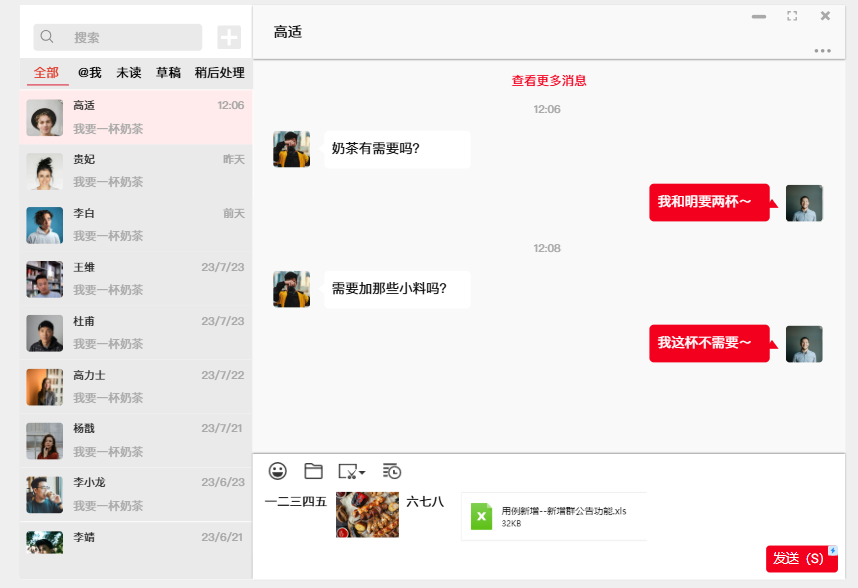 搜索
全部 @我 未读 草稿 稍后处理
高适 12:06
我要一杯奶茶
贵妃 昨天
我要一杯奶茶
李白 前天
我要一杯奶茶
王维 23/7/23
我要一杯奶茶
杜甫 23/7/23
我要一杯奶茶
高力士 23/7/22
我要一杯奶茶
杨戬 23/7/21
我要一杯奶茶
李小龙 23/6/23
我要一杯奶茶
李婧 23/6/21
高适
查看更多消息
12:06
奶茶有需要吗?
我和明要两杯～
12:08
需要加那些小料吗?
我这杯不需要～
一二三四五 六七八
用例新增--新增群公告功能.xls
32KB
发送（S）